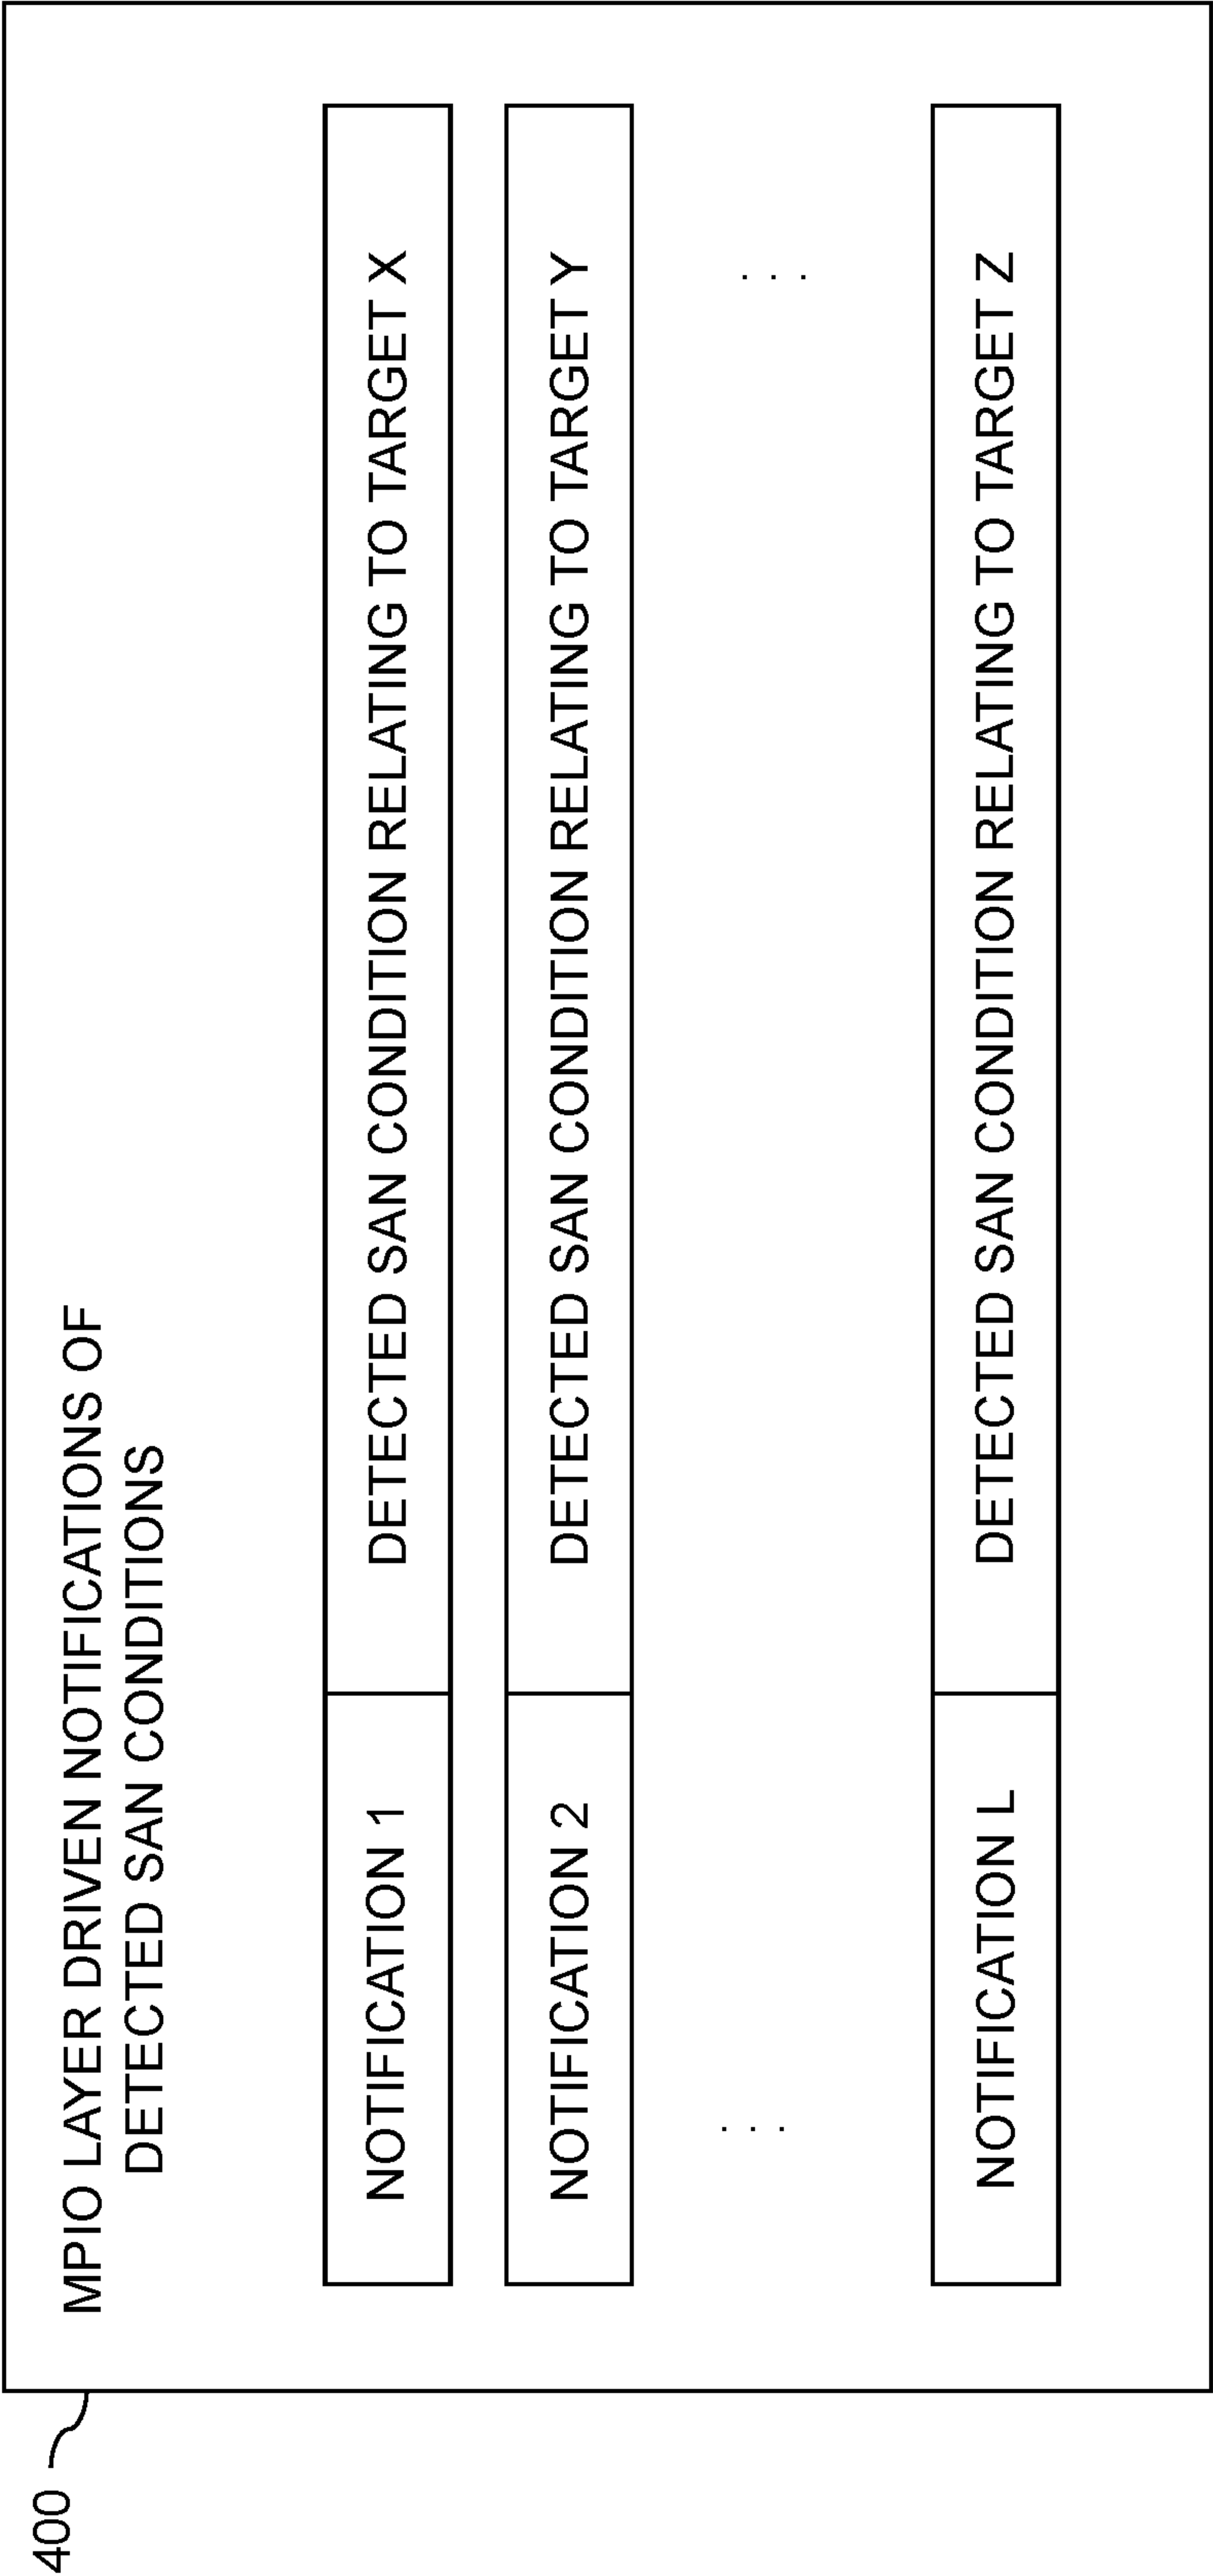 400
MPIO LAYER DRIVEN NOTIFICATIONS OF
DETECTED SAN CONDITIONS
NOTIFICATION 1 DETECTED SAN CONDITION RELATING TO TARGET X
NOTIFICATION 2 DETECTED SAN CONDITION RELATING TO TARGET Y
. . . . . .
NOTIFICATION L DETECTED SAN CONDITION RELATING TO TARGET Z